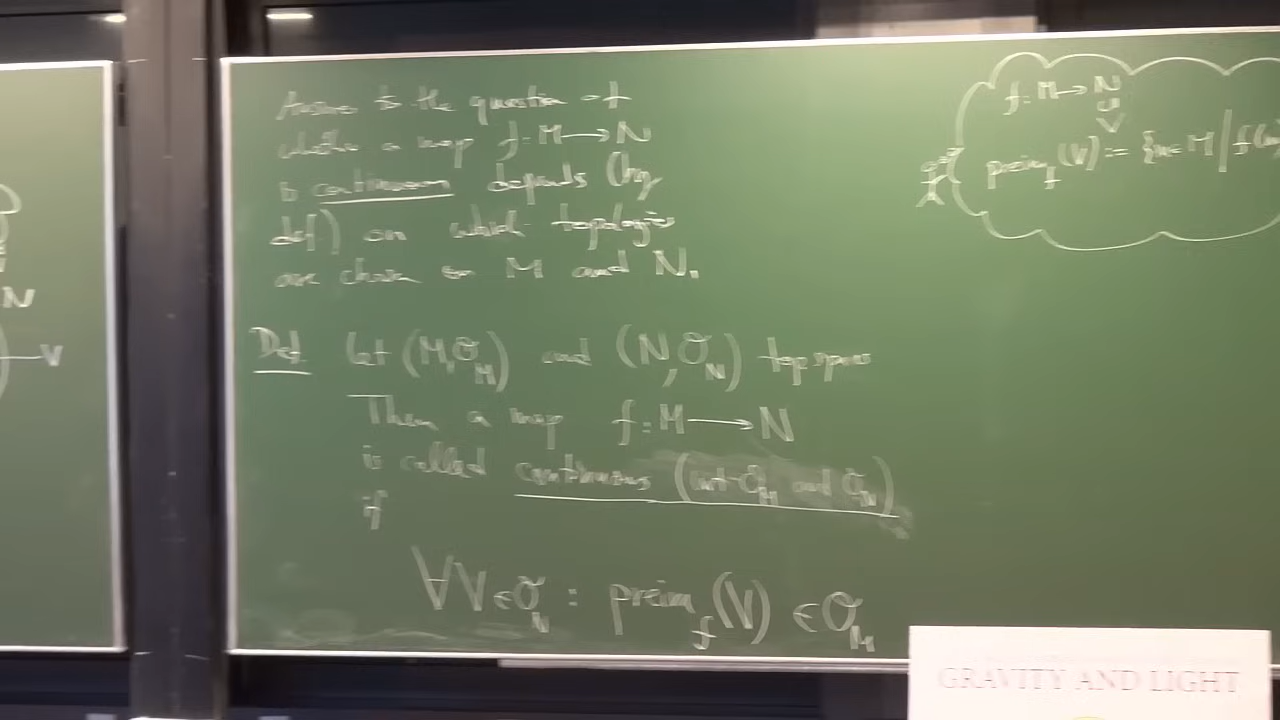 N
V
Answer to the question of
whether a map f: M → N
is continuous depends (by
def) on which topologies
are chosen on M and N.
Def Let (M, O_M) and (N, O_N) top spaces
Then a map f: M → N
is called continuous (wrt O_M and O_N)
if
∀ V ∈ O_N : preim_f(V) ∈ O_M
f: M → N
∪
V
preim_f(V) := {m ∈ M | f(m)
GRAVITY AND LIGHT